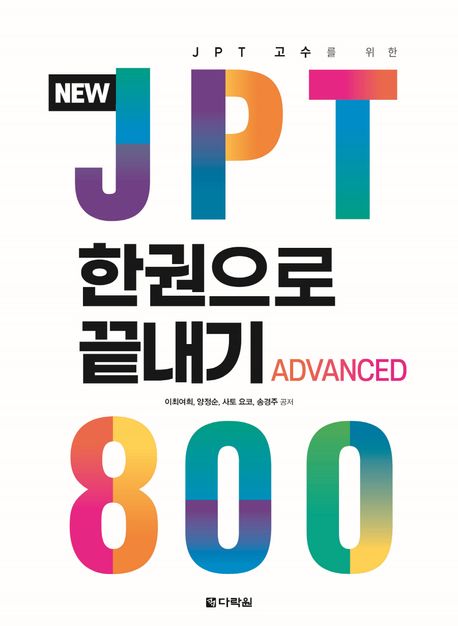 JPT 고수를 위한
NEW
JPT
한권으로
끝내기 ADVANCED
이최여희, 양정순, 사토 요코, 송경주 공저
800
다락원